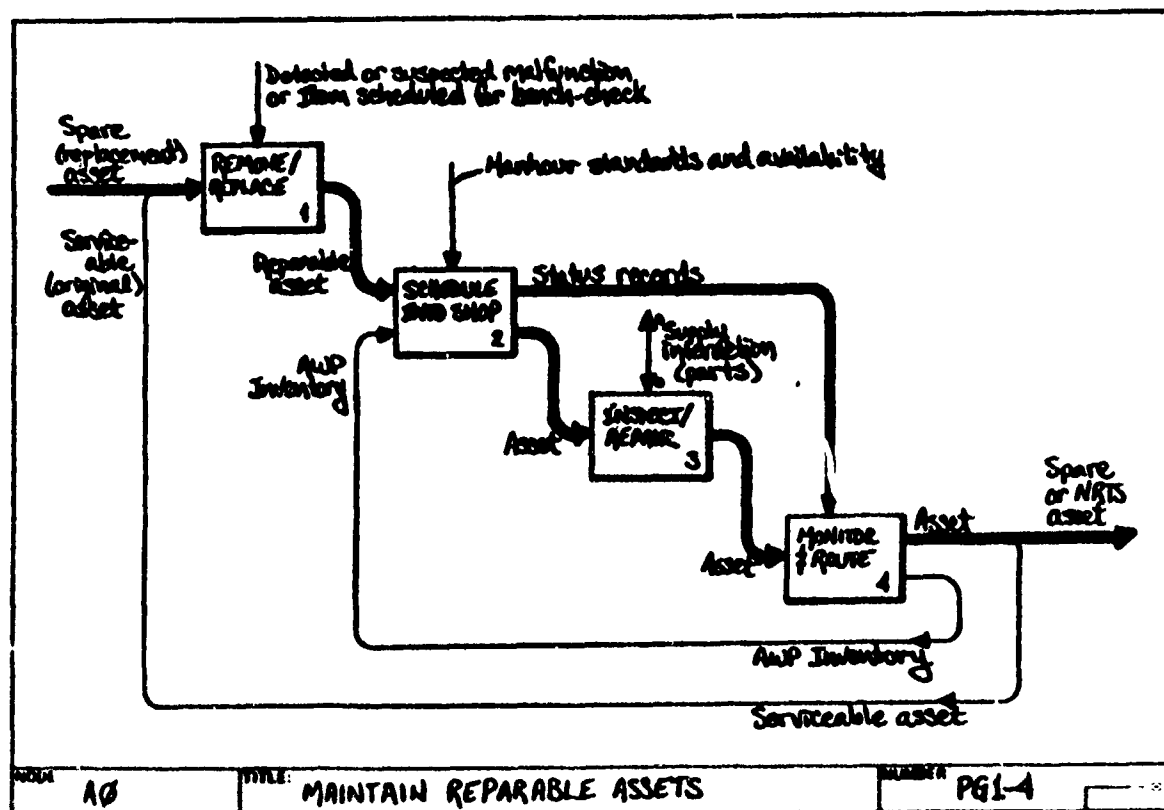 Detected or suspected malfunction
or Item scheduled for bench-check
Spare
(replacement)
asset
REMOVE/
REPLACE
1
Manhour standards and availability
Service-
able
(original)
asset
Reparable
asset
SCHEDULE
INTO SHOP
2
Status records
Supply
interaction
(parts)
AWP
Inventory
Asset
INSPECT/
REPAIR
3
Spare
or NRTS
asset
Asset
MONITOR
& ROUTE
4
Asset
AWP Inventory
Serviceable asset
NODE
AØ
TITLE:
MAINTAIN REPARABLE ASSETS
NUMBER
PG1-4